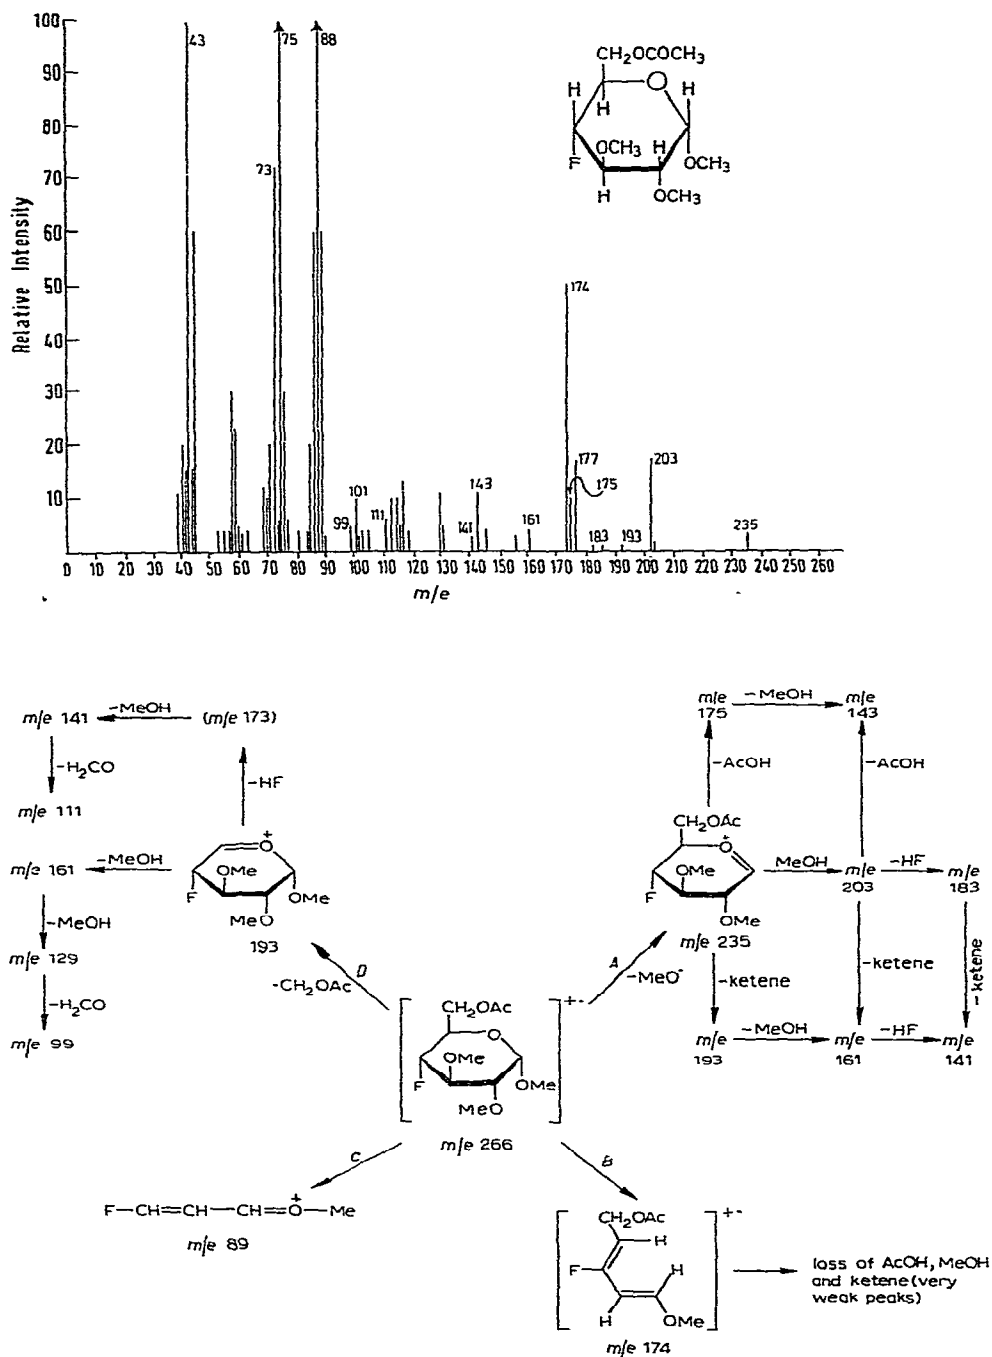 100
90
80
70
60
50
40
30
20
10
Relative Intensity
43
75
88
73
99
101
111
141
143
161
174
177
175
183
193
203
235
0 10 20 30 40 50 60 70 80 90 100 110 120 130 140 150 160 170 180 190 200 210 220 230 240 250 260
m/e
CH2OCOCH3
H O H
H
OCH3 H
F OCH3
H OCH3
m/e 141 -MeOH (m/e 173)
-H2CO
m/e 111
-HF
m/e 161 -MeOH
+
O
OMe
F OMe
MeO
193
-MeOH
m/e 129
-H2CO
m/e 99
D
-CH2OAc
m/e 175 -MeOH m/e 143
-AcOH
-AcOH
CH2OAc
+
O
OMe
F
OMe
m/e 235
MeOH
m/e 203
-HF
m/e 183
-ketene
-ketene
-ketene
m/e 193 -MeOH m/e 161 -HF m/e 141
A
-MeO·
CH2OAc +·
O
OMe
F OMe
MeO
m/e 266
C
B
F—CH=CH—CH=O+—Me
m/e 89
CH2OAc +·
H
F H
H OMe
m/e 174
loss of AcOH, MeOH
and ketene (very
weak peaks)